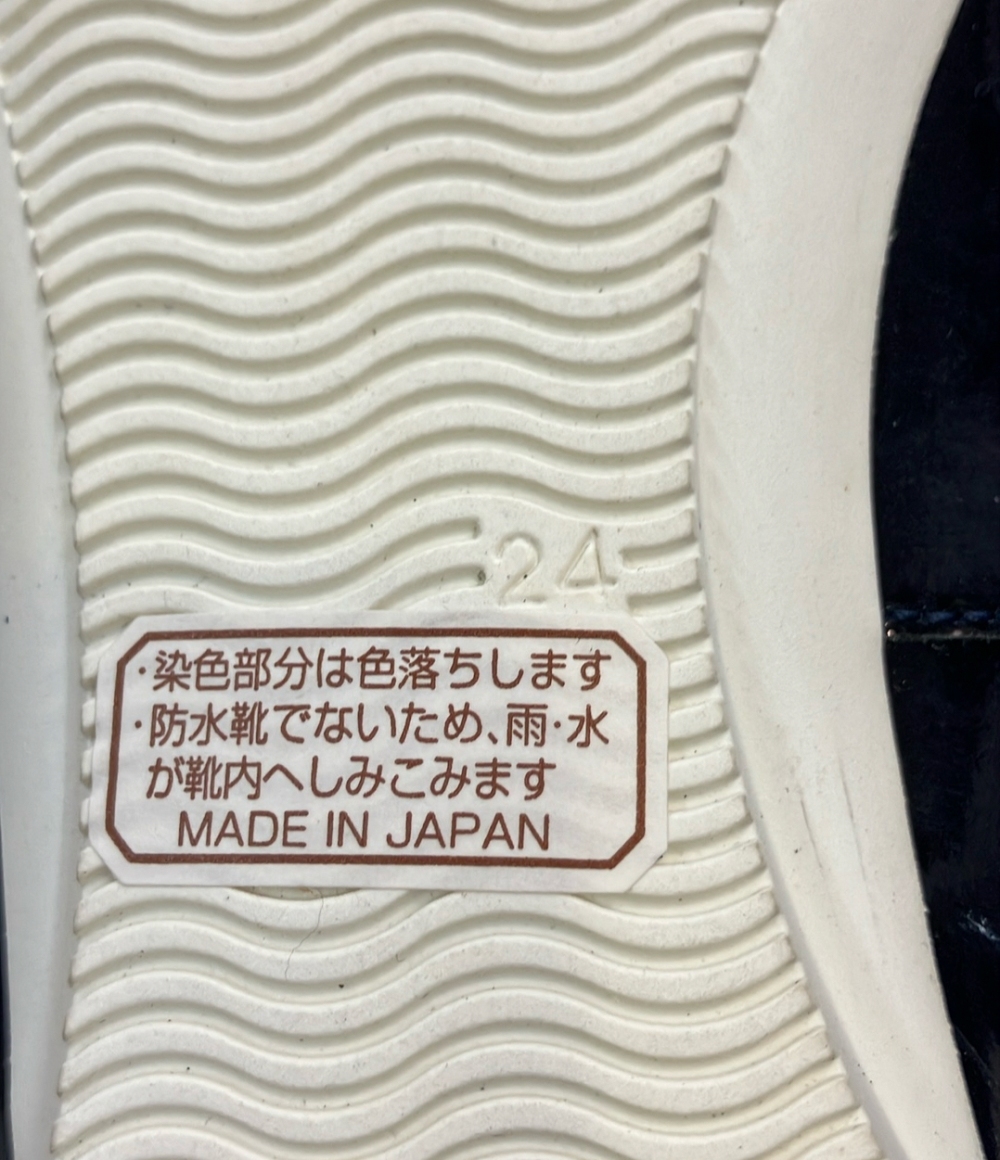 24
・染色部分は色落ちします
・防水靴でないため、雨・水
が靴内へしみこみます
MADE IN JAPAN